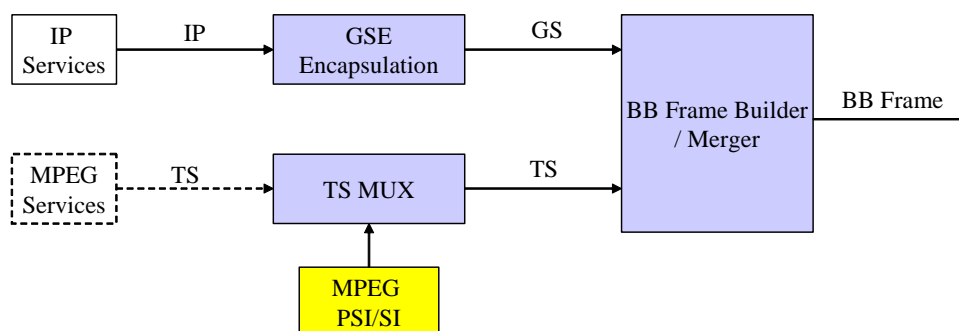 IP
Services
IP
GSE
Encapsulation
GS
BB Frame Builder
/ Merger
BB Frame
MPEG
Services
TS
TS MUX
TS
MPEG
PSI/SI